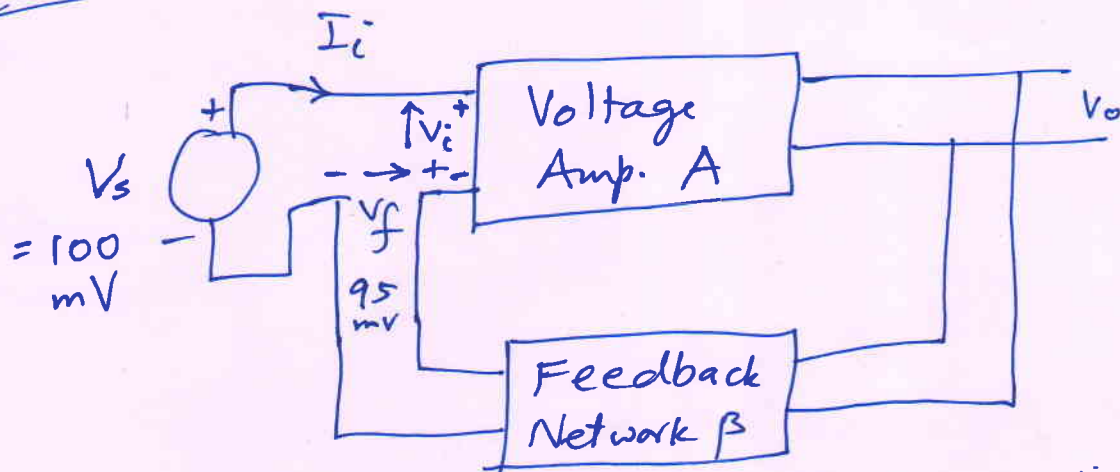 Ii
Voltage
Amp. A
+
Vi
+
-
Vo
Vs
= 100
mV
-
-
+
Vf
95
mV
Feedback
Network β